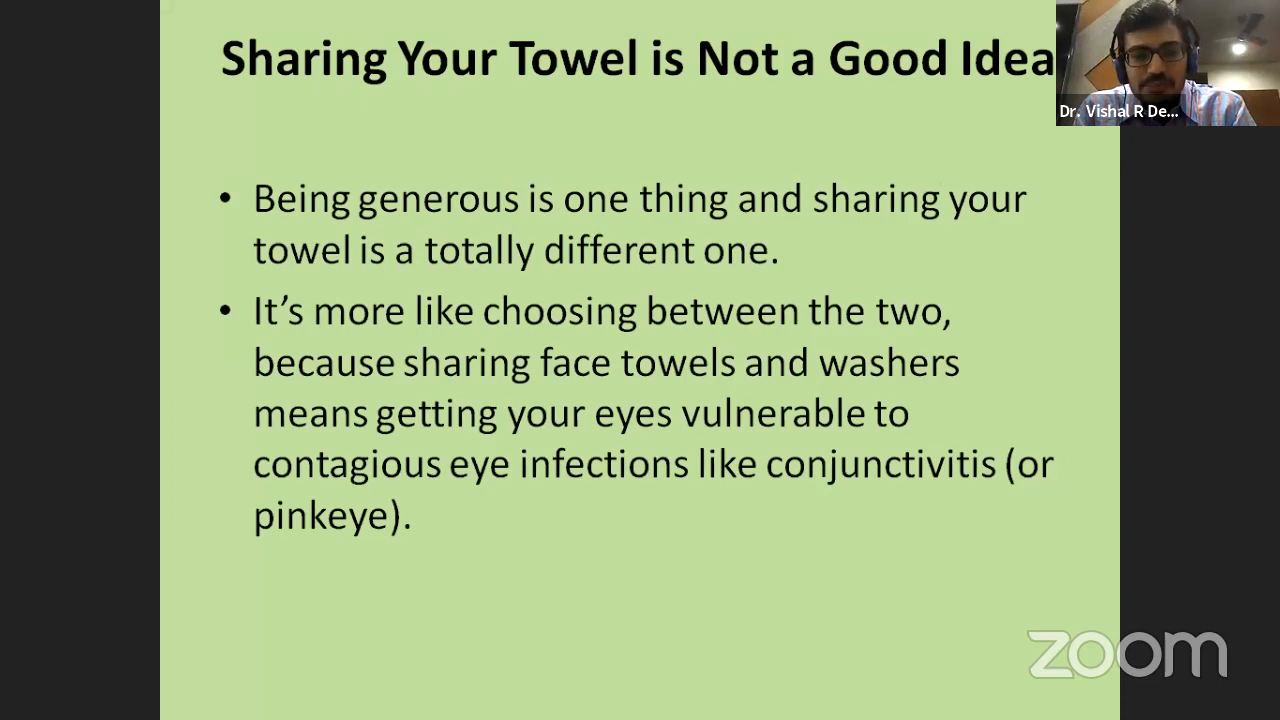 Sharing Your Towel is Not a Good Idea
Dr. Vishal R De...
• Being generous is one thing and sharing your
towel is a totally different one.
• It’s more like choosing between the two,
because sharing face towels and washers
means getting your eyes vulnerable to
contagious eye infections like conjunctivitis (or
pinkeye).
zoom